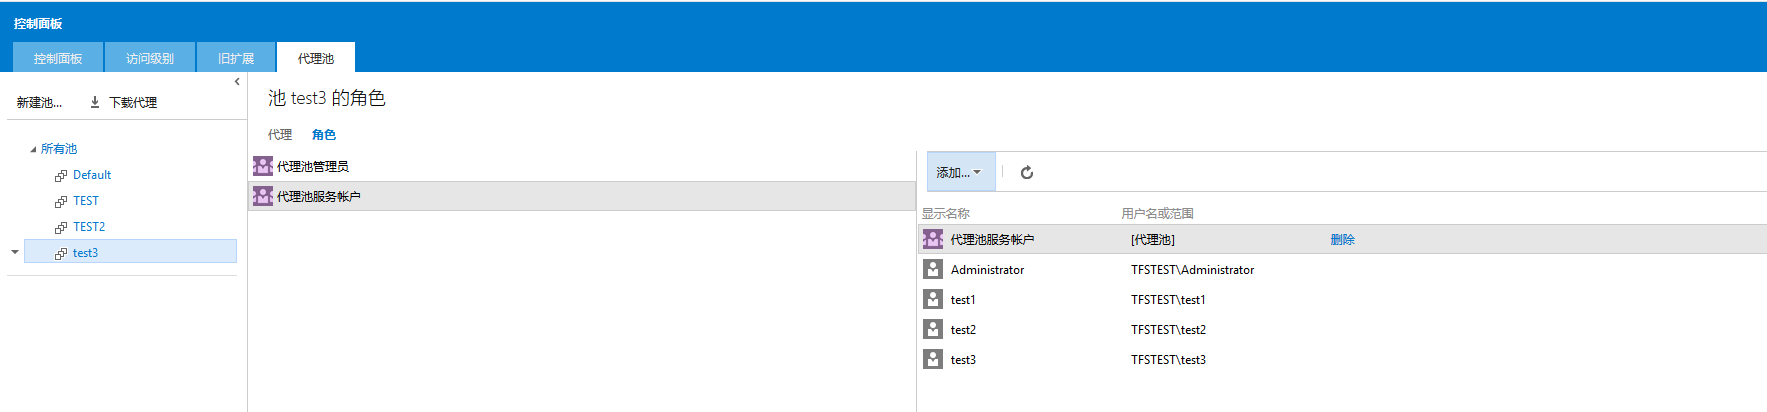 控制面板
控制面板 访问级别 旧扩展 代理池
新建池... 下载代理
所有池
Default
TEST
TEST2
test3
池 test3 的角色
代理 角色
代理池管理员
代理池服务帐户
添加...
显示名称 用户名或范围
代理池服务帐户 [代理池] 删除
Administrator TFSTEST\Administrator
test1 TFSTEST\test1
test2 TFSTEST\test2
test3 TFSTEST\test3